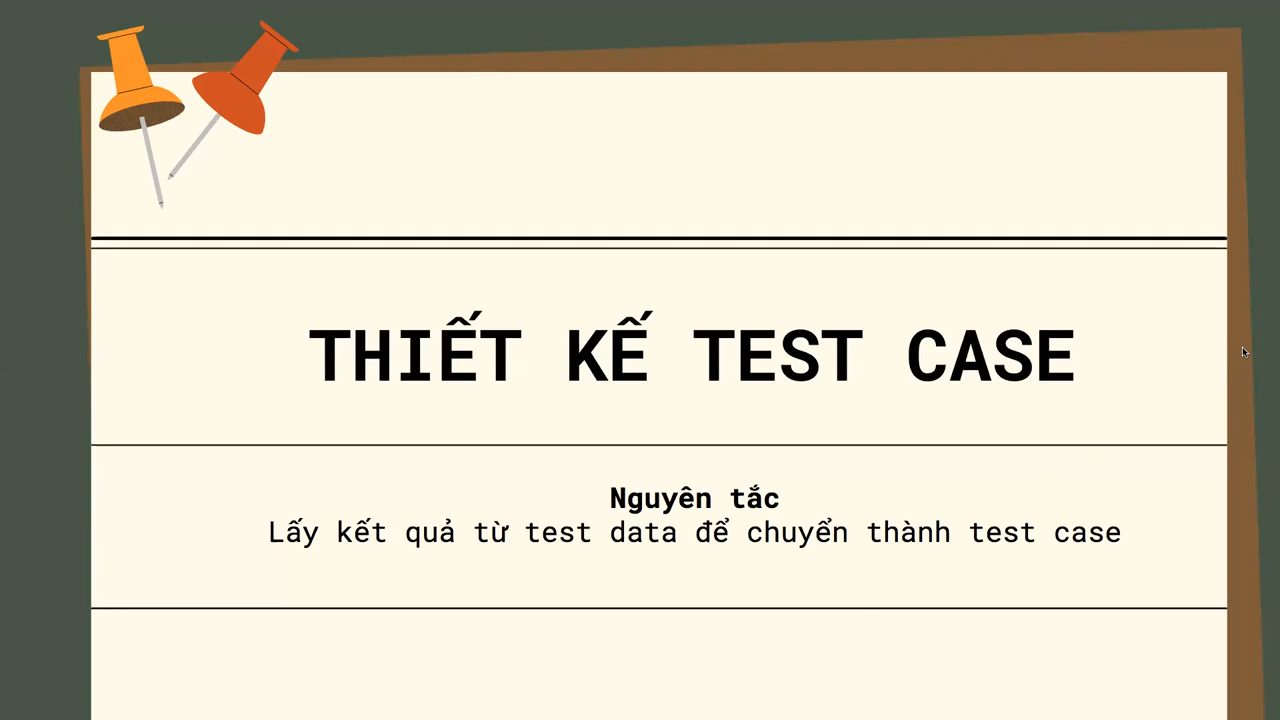 THIẾT KẾ TEST CASE
Nguyên tắc
Lấy kết quả từ test data để chuyển thành test case